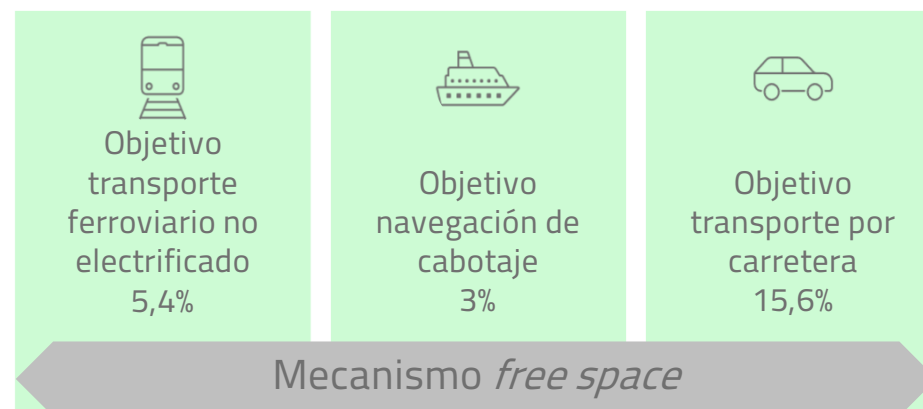 Objetivo
transporte
ferroviario no
electrificado
5,4%
Objetivo
navegación de
cabotaje
3%
Objetivo
transporte por
carretera
15,6%
Mecanismo free space